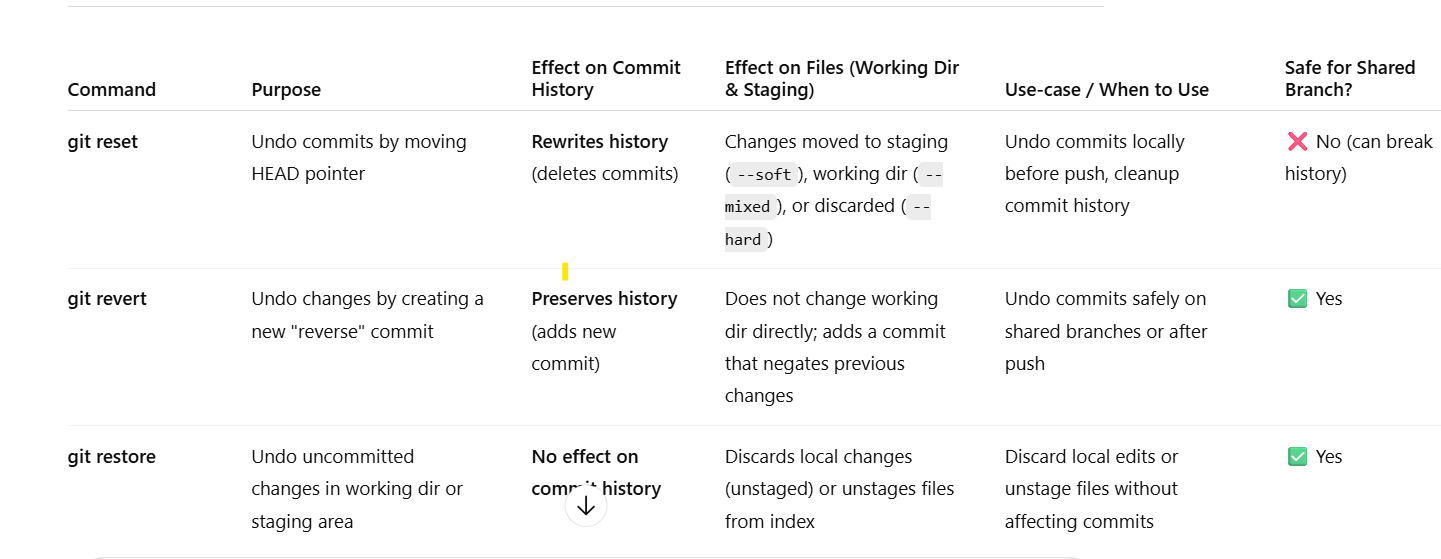 Command
Purpose
Effect on Commit
History
Effect on Files (Working Dir
& Staging)
Use-case / When to Use
Safe for Shared
Branch?
git reset
Undo commits by moving
HEAD pointer
Rewrites history
(deletes commits)
Changes moved to staging
( --soft ), working dir ( --
mixed ), or discarded ( --
hard )
Undo commits locally
before push, cleanup
commit history
❌ No (can break
history)
git revert
Undo changes by creating a
new "reverse" commit
Preserves history
(adds new
commit)
Does not change working
dir directly; adds a commit
that negates previous
changes
Undo commits safely on
shared branches or after
push
✅ Yes
git restore
Undo uncommitted
changes in working dir or
staging area
No effect on
commit history
Discards local changes
(unstaged) or unstages files
from index
Discard local edits or
unstage files without
affecting commits
✅ Yes